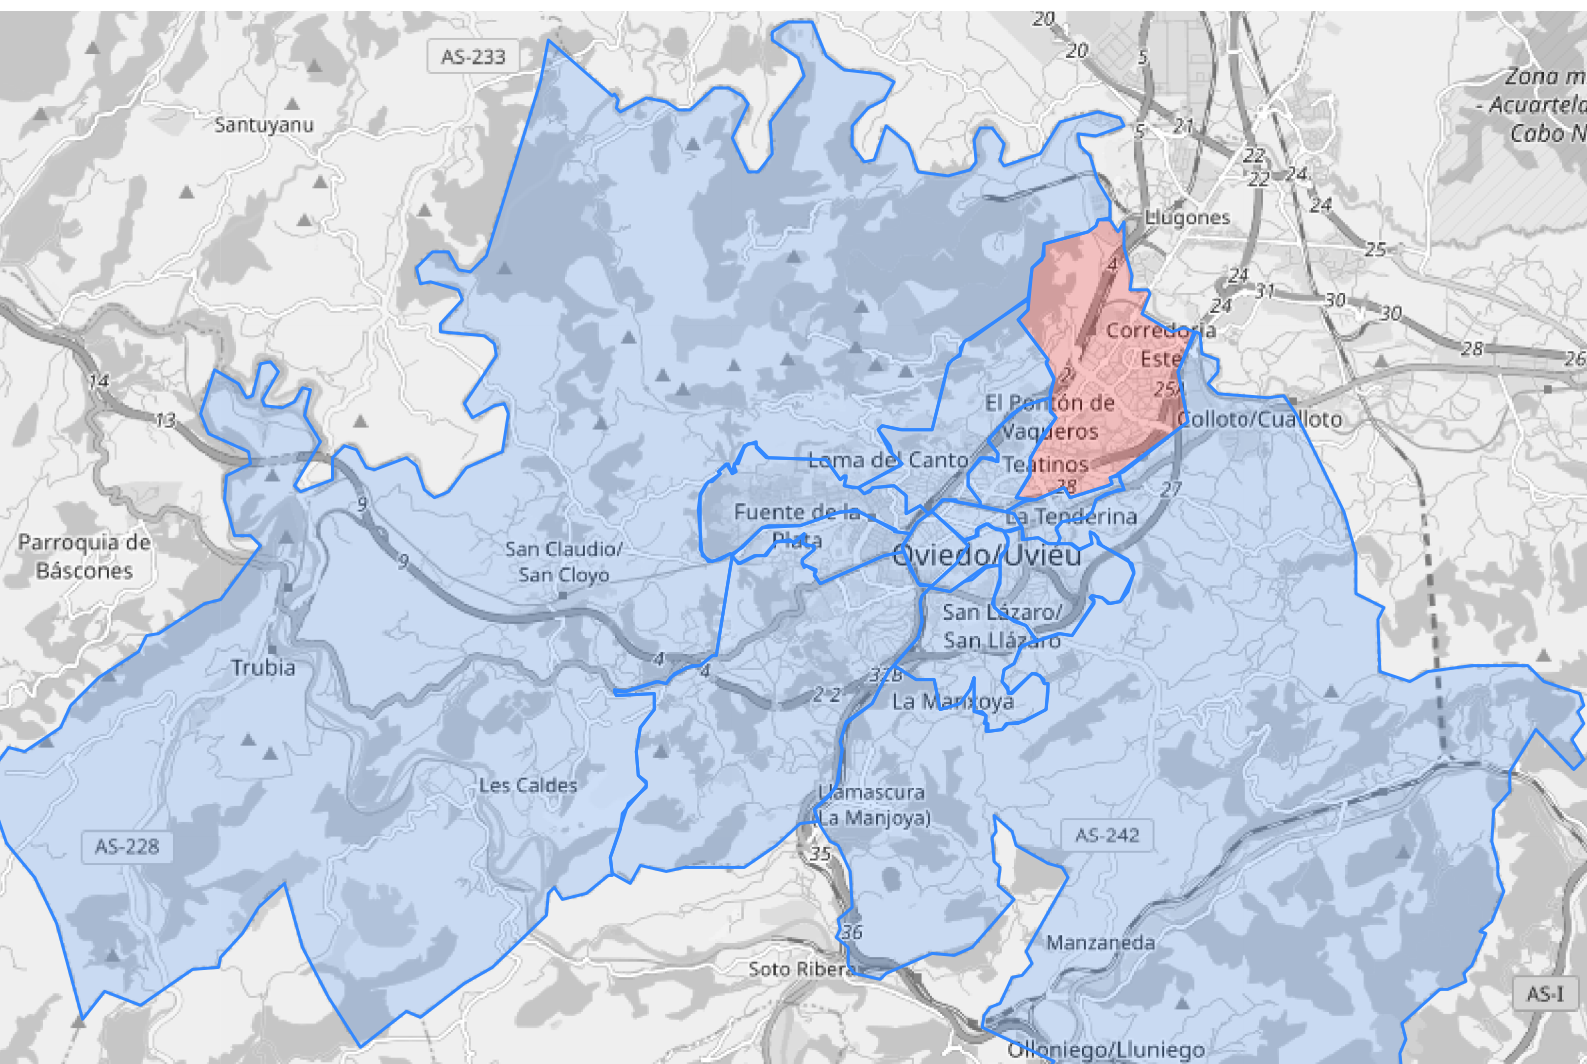 20
20
AS-233
5
Zona m
- Acuartela
Cabo N
Santuyanu
5
21
22
22
24
24
Llugones
25
4
24
31
24
30
30
Corredoria
Este
28
26
14
13
25A
24
El Pontón de
Vaqueros
Colloto/Cualloto
Loma del Canto
Teatinos
28
27
9
Fuente de la
Plata
La Tenderina
Parroquia de
Báscones
San Claudio/
San Cloyo
9
Oviedo/Uviéu
San Lázaro/
San Llázaro
Trubia
4
4
2 2
32B
La Manxoya
Les Caldes
Llamascura
(La Manjoya)
AS-228
AS-242
35
36
Manzaneda
Soto Ribera
AS-I
Olloniego/Lluniego